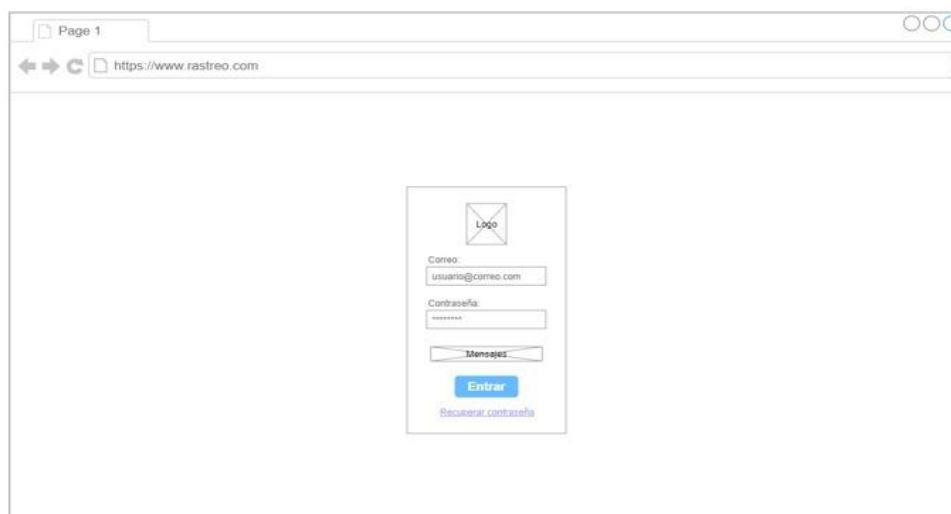 Page 1
https://www.rastreo.com
Logo
Correo:
usuario@correo.com
Contraseña:
********
Mensajes
Entrar
Recuperar contraseña